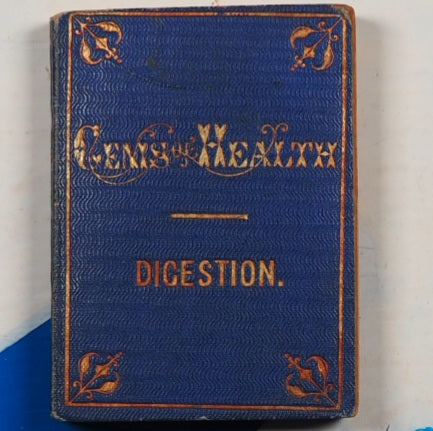 GEMS OF HEALTH
DIGESTION.